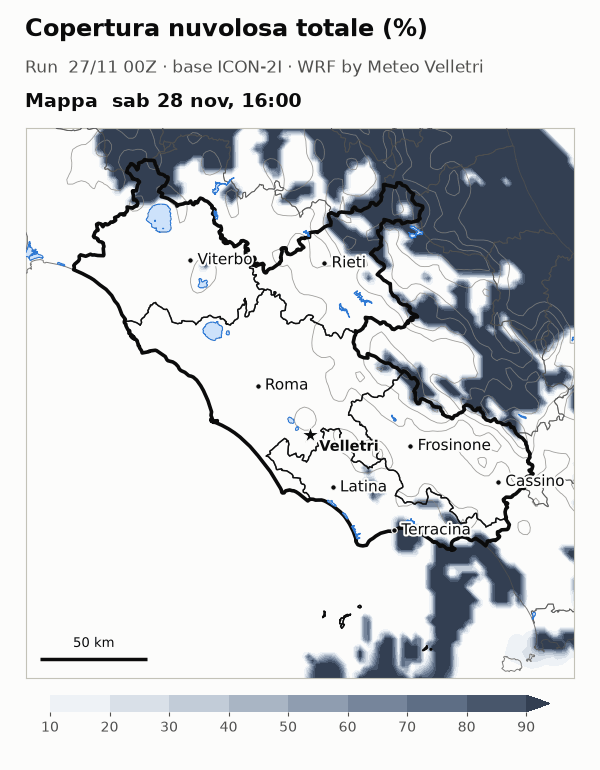 Copertura nuvolosa totale (%)
Run  27/11 00Z · base ICON-2I · WRF by Meteo Velletri
Mappa  sab 28 nov, 16:00
Viterbo
Rieti
Roma
Velletri
Frosinone
Latina
Cassino
Terracina
50 km
10 20 30 40 50 60 70 80 90